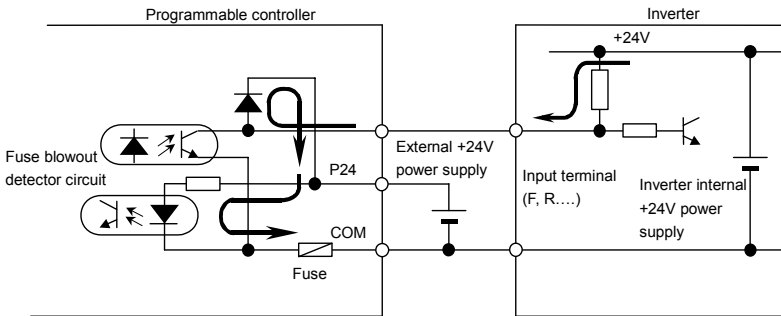 Programmable controller
Inverter
+24V
Fuse blowout
detector circuit
P24
External +24V
power supply
Input terminal
(F, R....)
Inverter internal
+24V power
supply
COM
Fuse